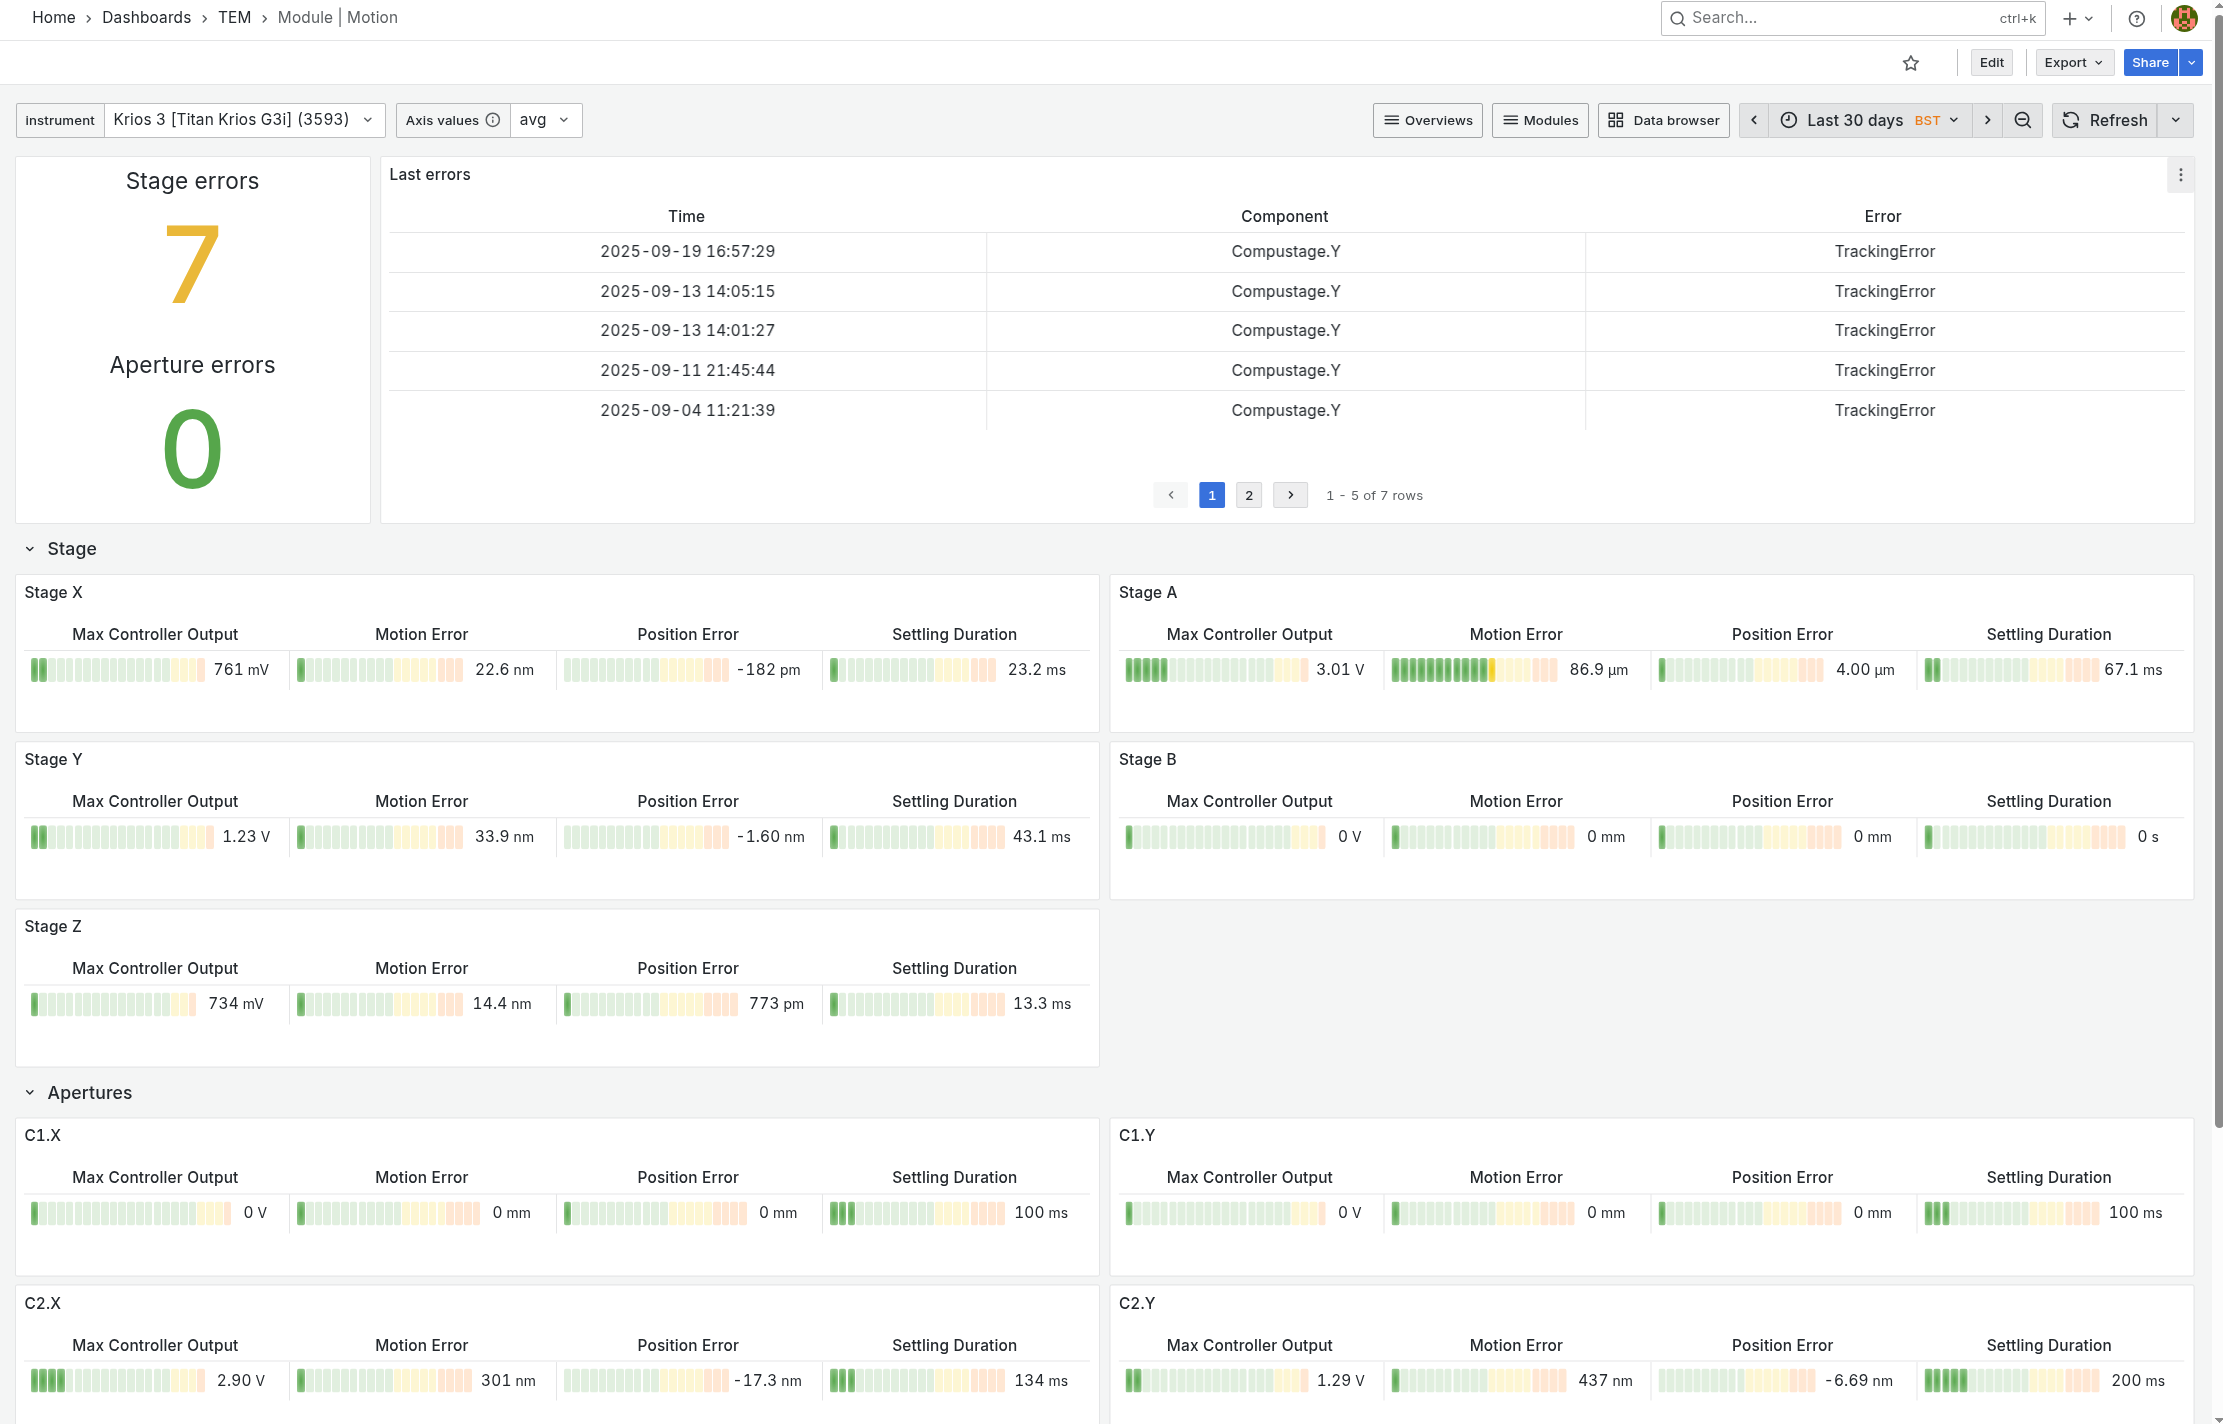 Home › Dashboards › TEM › Module | Motion
Search... ctrl+k
Edit Export Share
instrument Krios 3 [Titan Krios G3i] (3593) Axis values avg Overviews Modules Data browser Last 30 days BST Refresh
Stage errors
7
Aperture errors
0
Last errors
Time Component Error
2025-09-19 16:57:29 Compustage.Y TrackingError
2025-09-13 14:05:15 Compustage.Y TrackingError
2025-09-13 14:01:27 Compustage.Y TrackingError
2025-09-11 21:45:44 Compustage.Y TrackingError
2025-09-04 11:21:39 Compustage.Y TrackingError
1 2 1 - 5 of 7 rows
Stage
Stage X
Max Controller Output Motion Error Position Error Settling Duration
761 mV 22.6 nm -182 pm 23.2 ms
Stage A
Max Controller Output Motion Error Position Error Settling Duration
3.01 V 86.9 µm 4.00 µm 67.1 ms
Stage Y
Max Controller Output Motion Error Position Error Settling Duration
1.23 V 33.9 nm -1.60 nm 43.1 ms
Stage B
Max Controller Output Motion Error Position Error Settling Duration
0 V 0 mm 0 mm 0 s
Stage Z
Max Controller Output Motion Error Position Error Settling Duration
734 mV 14.4 nm 773 pm 13.3 ms
Apertures
C1.X
Max Controller Output Motion Error Position Error Settling Duration
0 V 0 mm 0 mm 100 ms
C1.Y
Max Controller Output Motion Error Position Error Settling Duration
0 V 0 mm 0 mm 100 ms
C2.X
Max Controller Output Motion Error Position Error Settling Duration
2.90 V 301 nm -17.3 nm 134 ms
C2.Y
Max Controller Output Motion Error Position Error Settling Duration
1.29 V 437 nm -6.69 nm 200 ms